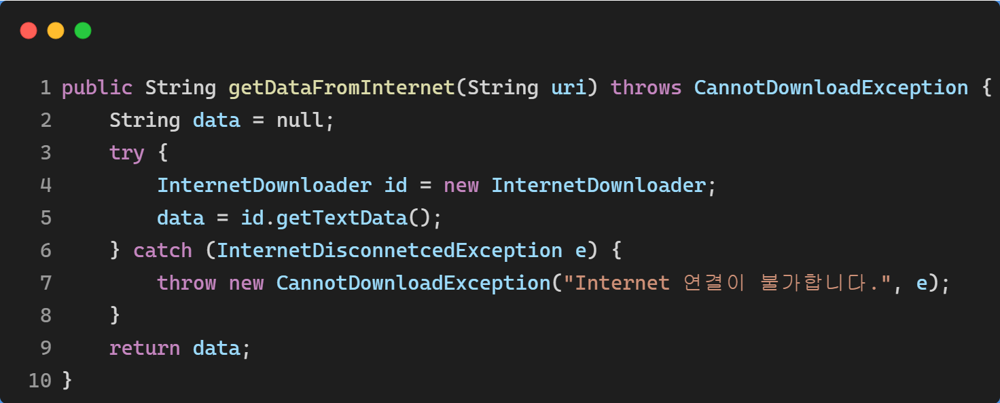 1 public String getDataFromInternet(String uri) throws CannotDownloadException {
2     String data = null;
3     try {
4         InternetDownloader id = new InternetDownloader;
5         data = id.getTextData();
6     } catch (InternetDisconnetcedException e) {
7         throw new CannotDownloadException("Internet 연결이 불가합니다.", e);
8     }
9     return data;
10 }